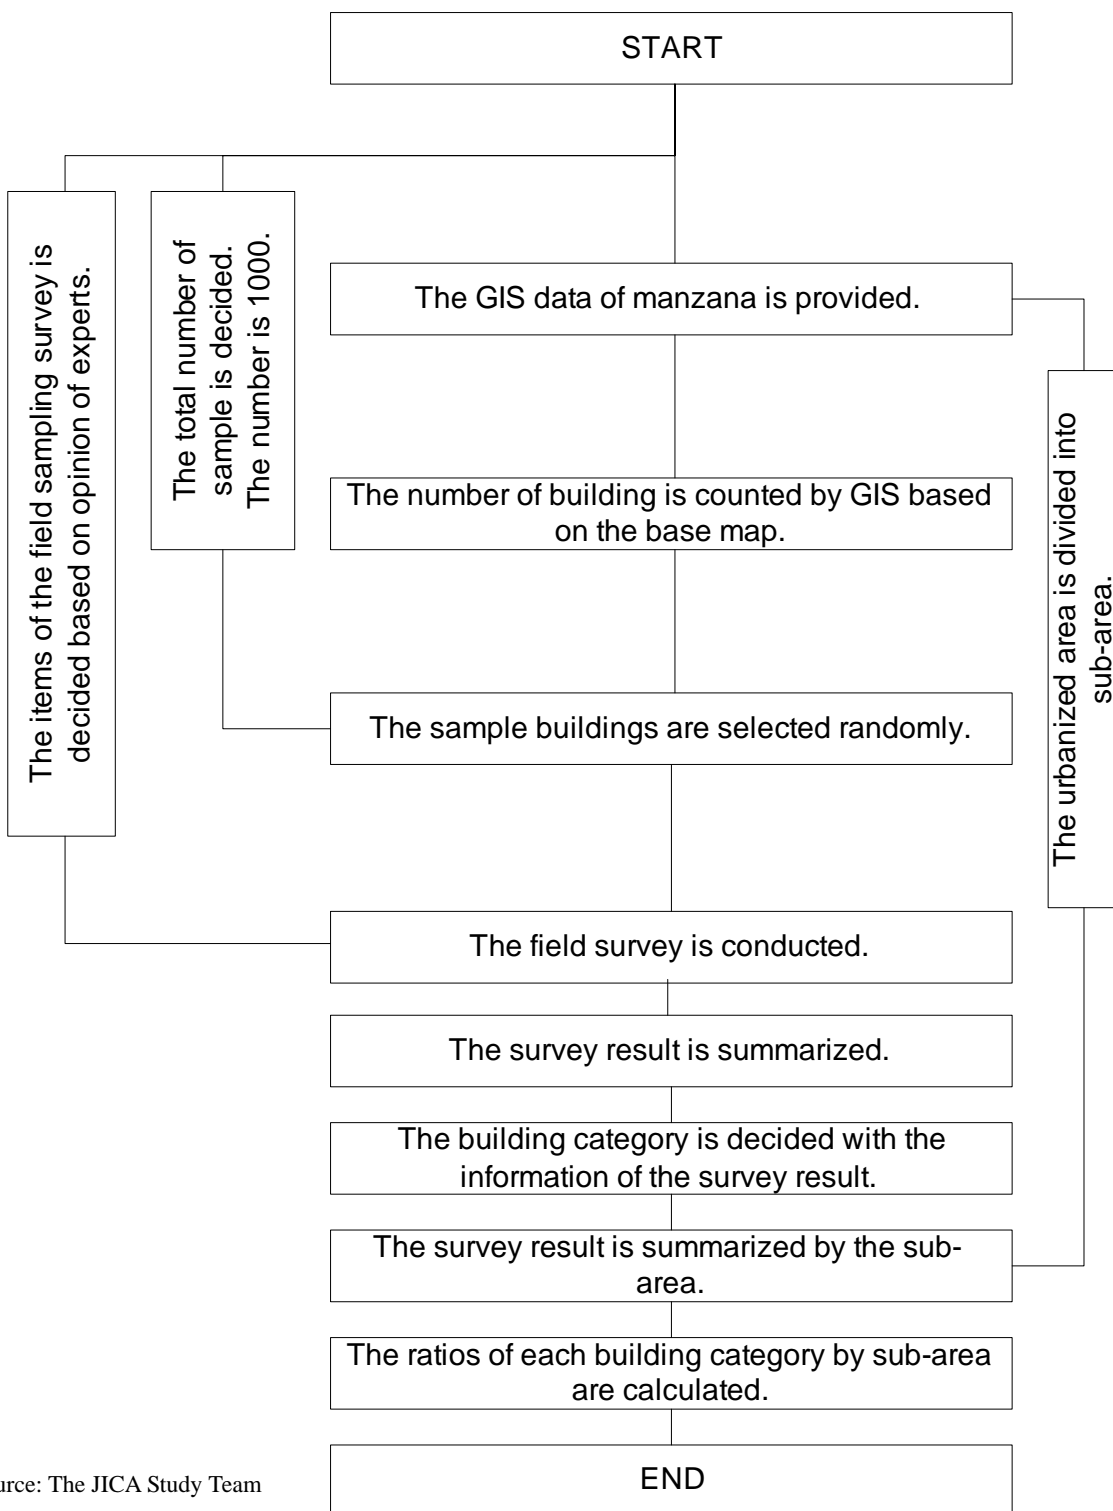 START
The items of the field sampling survey is
decided based on opinion of experts.
The total number of
sample is decided.
The number is 1000.
The GIS data of manzana is provided.
The urbanized area is divided into
sub-area.
The number of building is counted by GIS based
on the base map.
The sample buildings are selected randomly.
The field survey is conducted.
The survey result is summarized.
The building category is decided with the
information of the survey result.
The survey result is summarized by the sub-
area.
The ratios of each building category by sub-area
are calculated.
END
urce: The JICA Study Team